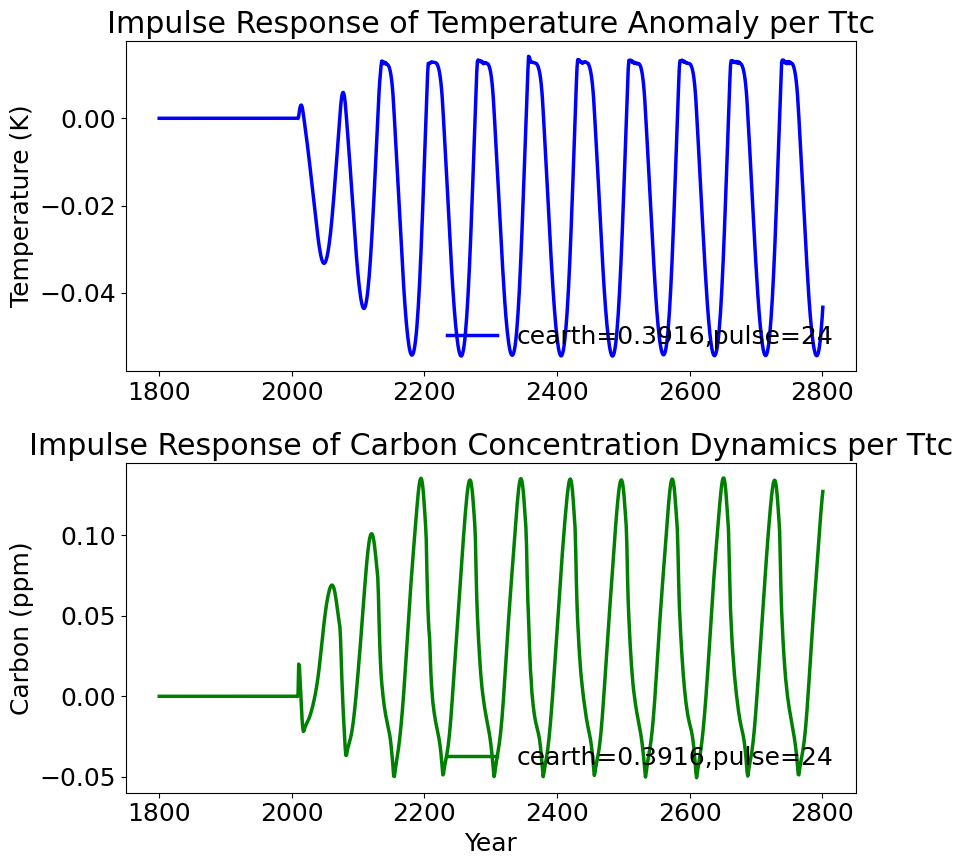 Impulse Response of Temperature Anomaly per Ttc
Temperature (K)
0.00
−0.02
−0.04
cearth=0.3916,pulse=24
1800 2000 2200 2400 2600 2800
Impulse Response of Carbon Concentration Dynamics per Ttc
Carbon (ppm)
0.10
0.05
0.00
−0.05
cearth=0.3916,pulse=24
1800 2000 2200 2400 2600 2800
Year